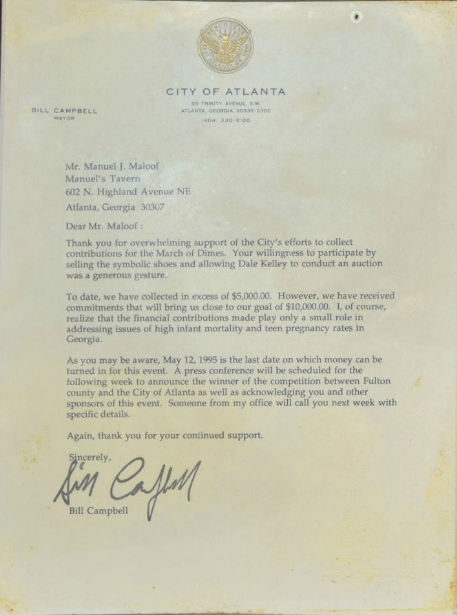 CITY OF ATLANTA
55 TRINITY AVENUE, S.W.
ATLANTA, GEORGIA 30335-0300
(404) 330-6100
BILL CAMPBELL
MAYOR
Mr. Manuel J. Maloof
Manuel's Tavern
602 N. Highland Avenue NE
Atlanta, Georgia 30307
Dear Mr. Maloof :
Thank you for overwhelming support of the City's efforts to collect
contributions for the March of Dimes. Your willingness to participate by
selling the symbolic shoes and allowing Dale Kelley to conduct an auction
was a generous gesture.
To date, we have collected in excess of $5,000.00. However, we have received
commitments that will bring us close to our goal of $10,000.00. I, of course,
realize that the financial contributions made play only a small role in
addressing issues of high infant mortality and teen pregnancy rates in
Georgia.
As you may be aware, May 12, 1995 is the last date on which money can be
turned in for this event. A press conference will be scheduled for the
following week to announce the winner of the competition between Fulton
county and the City of Atlanta as well as acknowledging you and other
sponsors of this event. Someone from my office will call you next week with
specific details.
Again, thank you for your continued support.
Sincerely,
Bill Campbell
Bill Campbell